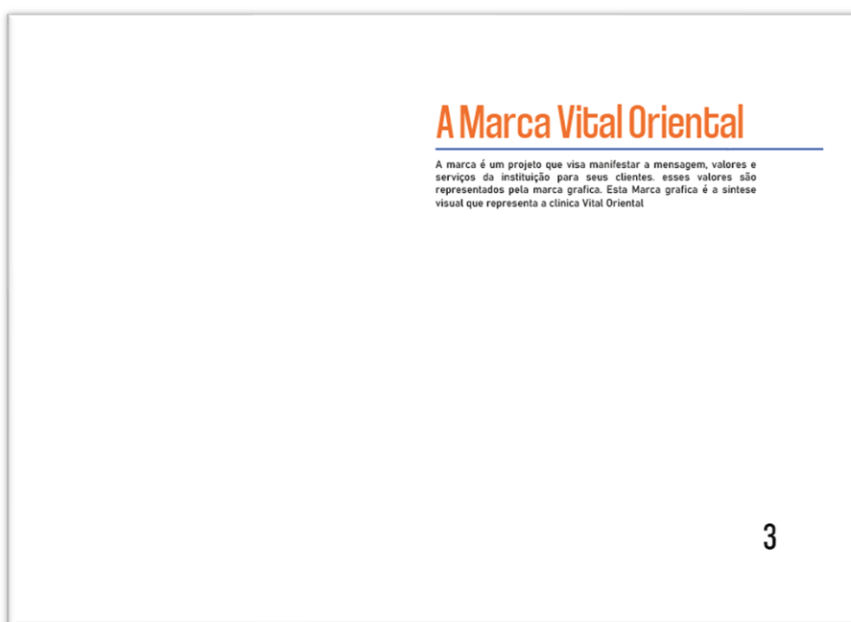 A Marca Vital Oriental
A marca é um projeto que visa manifestar a mensagem, valores e
serviços da instituição para seus clientes. esses valores são
representados pela marca grafica. Esta Marca grafica é a sintese
visual que representa a clinica Vital Oriental
3